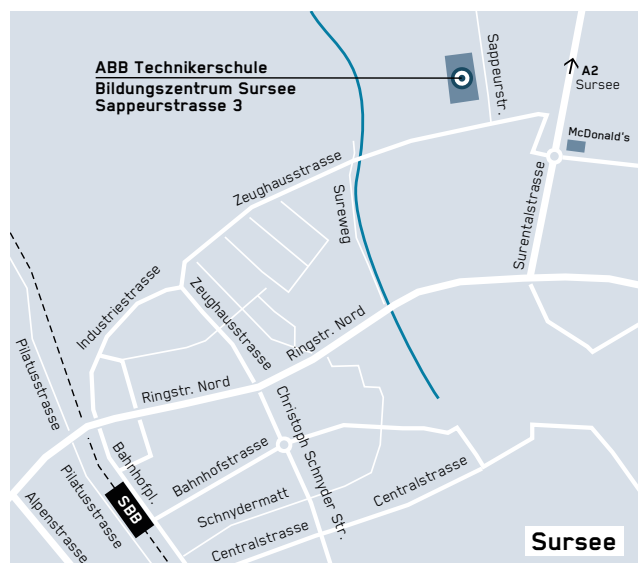 ABB Technikerschule
Bildungszentrum Sursee
Sappeurstrasse 3
Sappeurstr.
A2
Sursee
McDonald's
Zeughausstrasse
Sureweg
Surentalstrasse
Industriestrasse
Zeughausstrasse
Ringstr. Nord
Pilatusstrasse
Ringstr. Nord
Christoph Schnyder Str.
Bahnhofpl.
Bahnhofstrasse
Pilatusstrasse
SBB
Schnydermatt
Centralstrasse
Alpenstrasse
Centralstrasse
Sursee